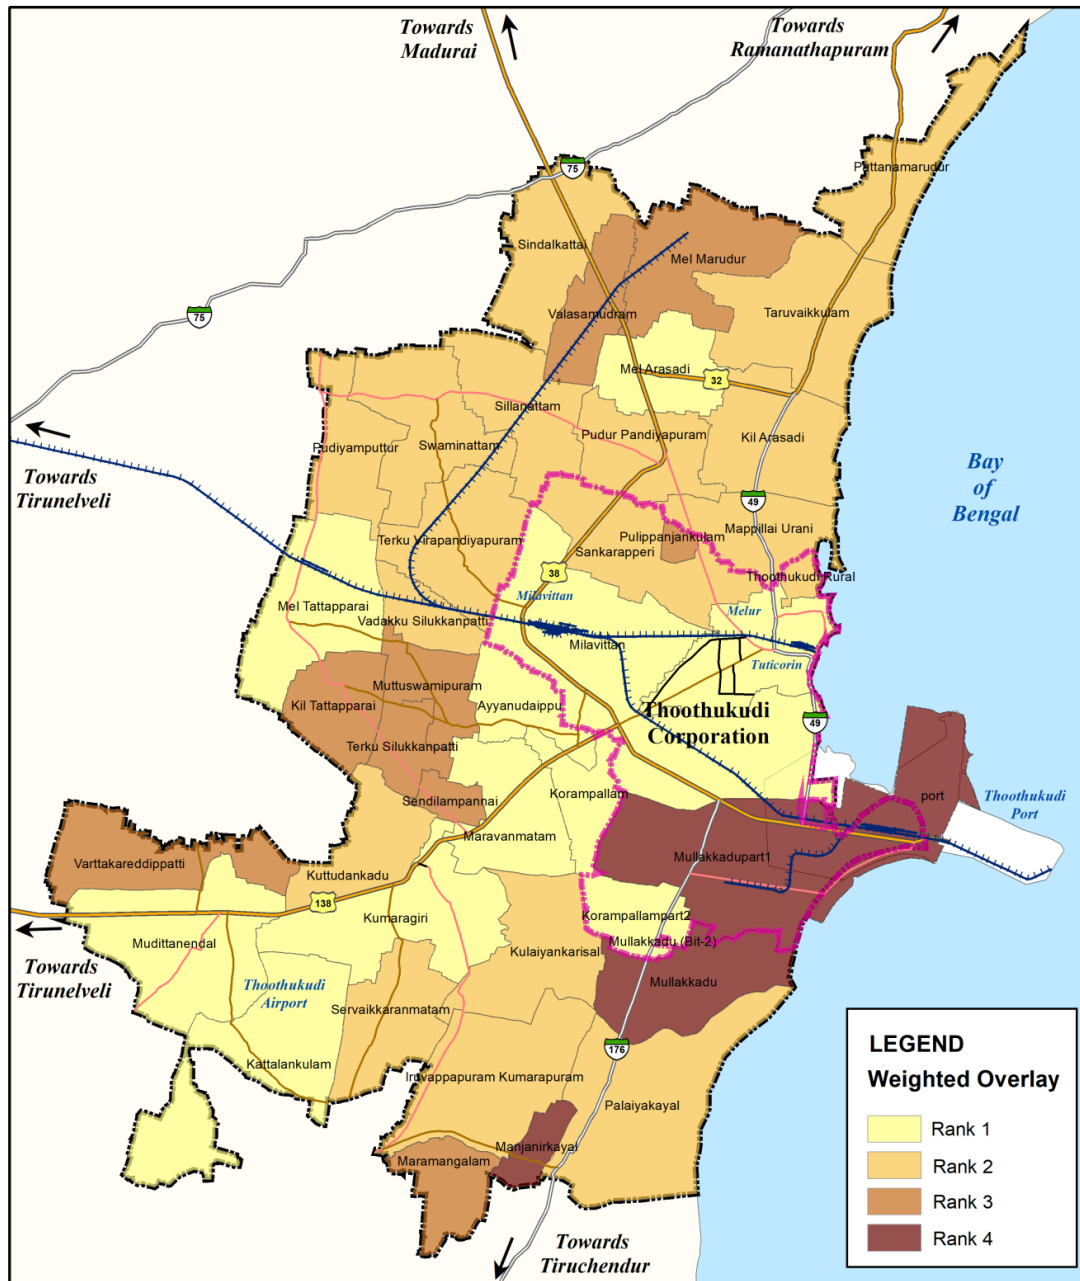 Towards
Madurai
Towards
Ramanathapuram
Pattanamarudur
75
Sindalkattai
Mel Marudur
Valasamudram
Taruvaikkulam
75
Mel Arasadi
32
Sillanattam
Pudur Pandiyapuram
Kil Arasadi
Pudiyamputtur
Swaminattam
Towards
Tirunelveli
Bay
of
Bengal
49
Mappillai Urani
Terku Virapandiyapuram
Pulippanjankulam
Sankarapperi
38
Thoothukudi Rural
Mel Tattapparai
Milavittan
Melur
Vadakku Silukkanpatti
Milavittan
Tuticorin
Muttuswamipuram
Ayyanudaippu
Kil Tattapparai
Thoothukudi
Corporation
49
Terku Silukkanpatti
Sendilampannai
Korampallam
port
Thoothukudi
Port
Maravanmatam
Mullakkadupart1
Varttakareddippatti
Kuttudankadu
138
Kumaragiri
Korampallampart2
Mudittanendal
Kulaiyankarisal
Mullakkadu (Bit-2)
Towards
Tirunelveli
Thoothukudi
Airport
Mullakkadu
Servaikkaranmatam
176
Kattalankulam
Iruvappapuram Kumarapuram
Palaiyakayal
Manjanirkayal
Maramangalam
Towards
Tiruchendur
LEGEND
Weighted Overlay
Rank 1
Rank 2
Rank 3
Rank 4